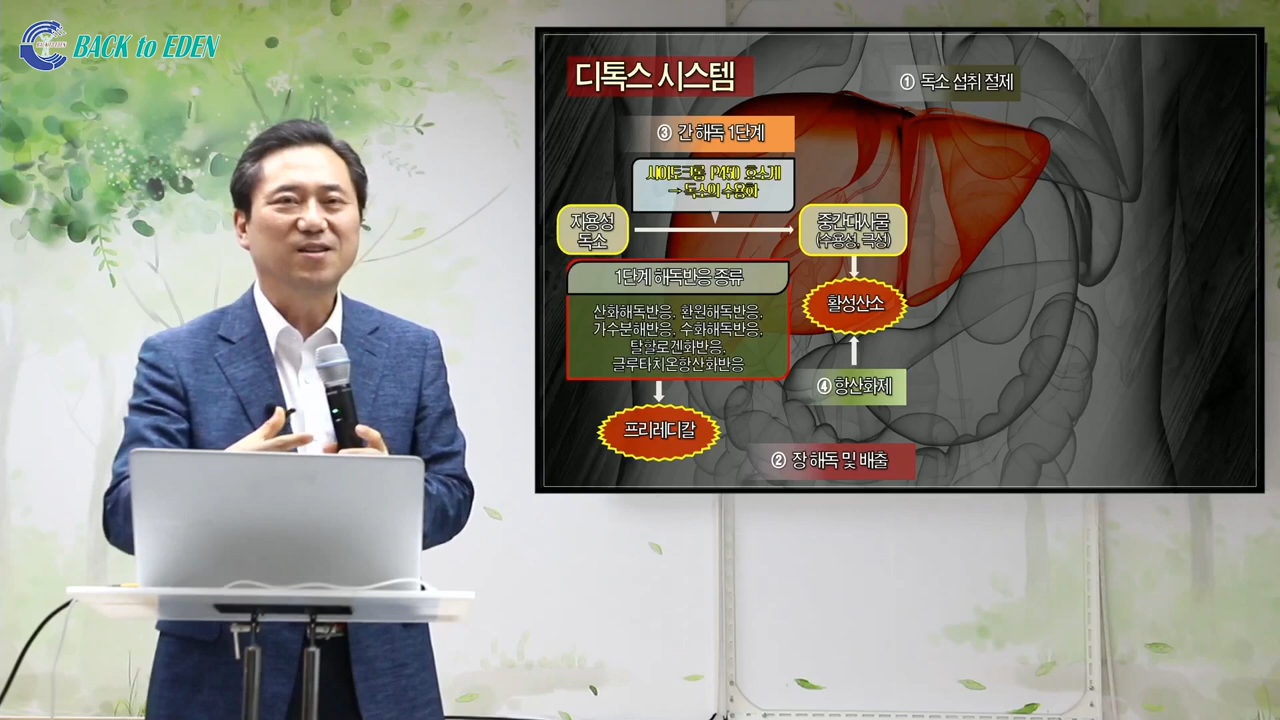 BACK to EDEN
디톡스 시스템
① 독소 섭취 절제
③ 간 해독 1단계
사이토크롬 P450 효소계
→ 독소의 수용화
지용성
독소
중간대사물
(수용성, 극성)
1단계 해독반응 종류
산화해독반응, 환원해독반응,
가수분해반응, 수화해독반응,
탈할로겐화반응,
글루타치온항산화반응
활성산소
④ 항산화제
프리레디칼
② 장 해독 및 배출